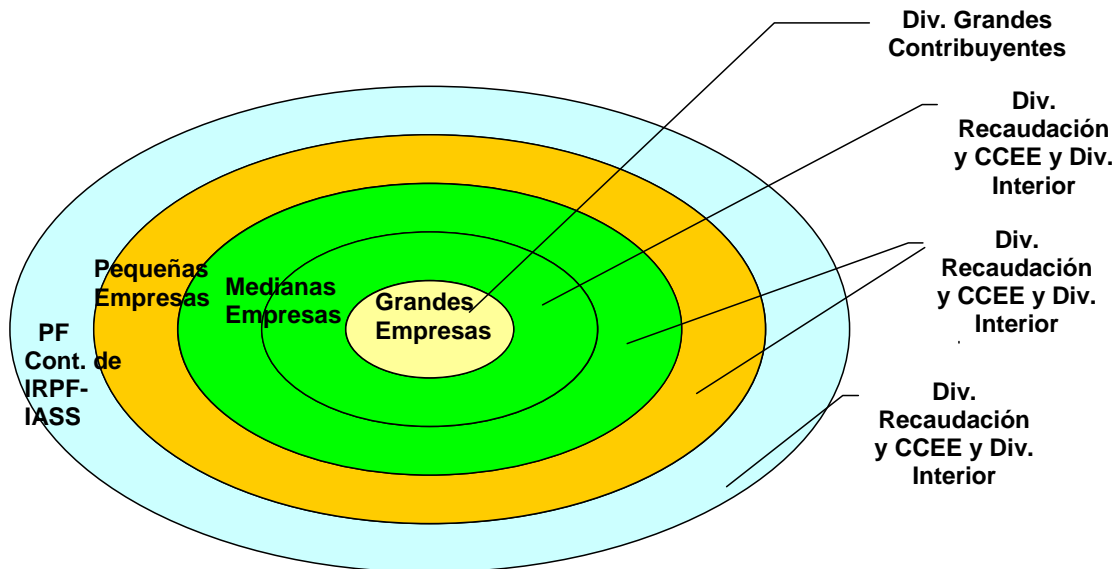 Div. Grandes
Contribuyentes
Div.
Recaudación
y CCEE y Div.
Interior
Div.
Recaudación
y CCEE y Div.
Interior
.
Div.
Recaudación
y CCEE y Div.
Interior
Pequeñas
Empresas
Medianas
Empresas
Grandes
Empresas
PF
Cont. de
IRPF-
IASS